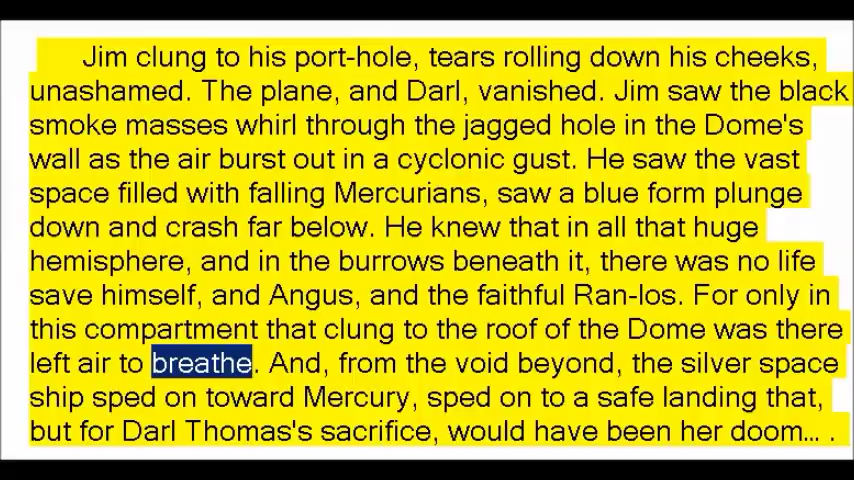 Jim clung to his port-hole, tears rolling down his cheeks,
unashamed. The plane, and Darl, vanished. Jim saw the black
smoke masses whirl through the jagged hole in the Dome's
wall as the air burst out in a cyclonic gust. He saw the vast
space filled with falling Mercurians, saw a blue form plunge
down and crash far below. He knew that in all that huge
hemisphere, and in the burrows beneath it, there was no life
save himself, and Angus, and the faithful Ran-los. For only in
this compartment that clung to the roof of the Dome was there
left air to breathe. And, from the void beyond, the silver space
ship sped on toward Mercury, sped on to a safe landing that,
but for Darl Thomas's sacrifice, would have been her doom... .